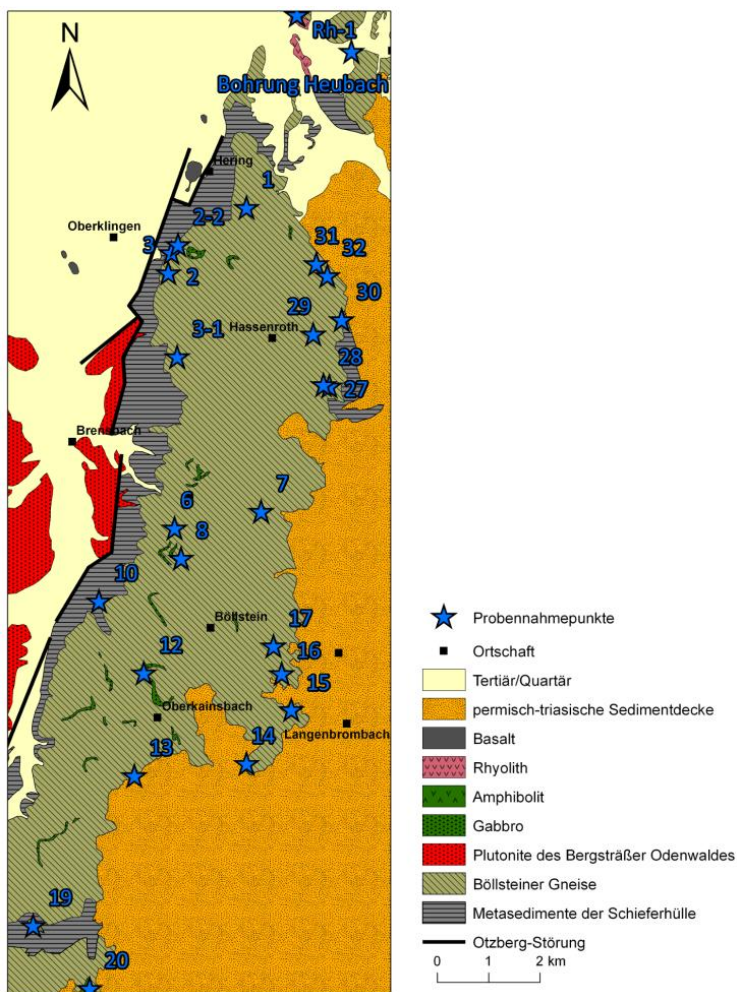 N
Rh-1
Bohrung Heubach
Hering
1
Oberklingen
2-2
3
2
31
32
30
29
3-1
Hassenroth
28
27
Brensbach
6
7
8
10
Böllstein
17
12
16
15
Oberkainsbach
Langenbrombach
13
14
19
20
Probennahmepunkte
Ortschaft
Tertiär/Quartär
permisch-triasische Sedimentdecke
Basalt
Rhyolith
Amphibolit
Gabbro
Plutonite des Bergsträßer Odenwaldes
Böllsteiner Gneise
Metasedimente der Schieferhülle
Otzberg-Störung
0 2 km